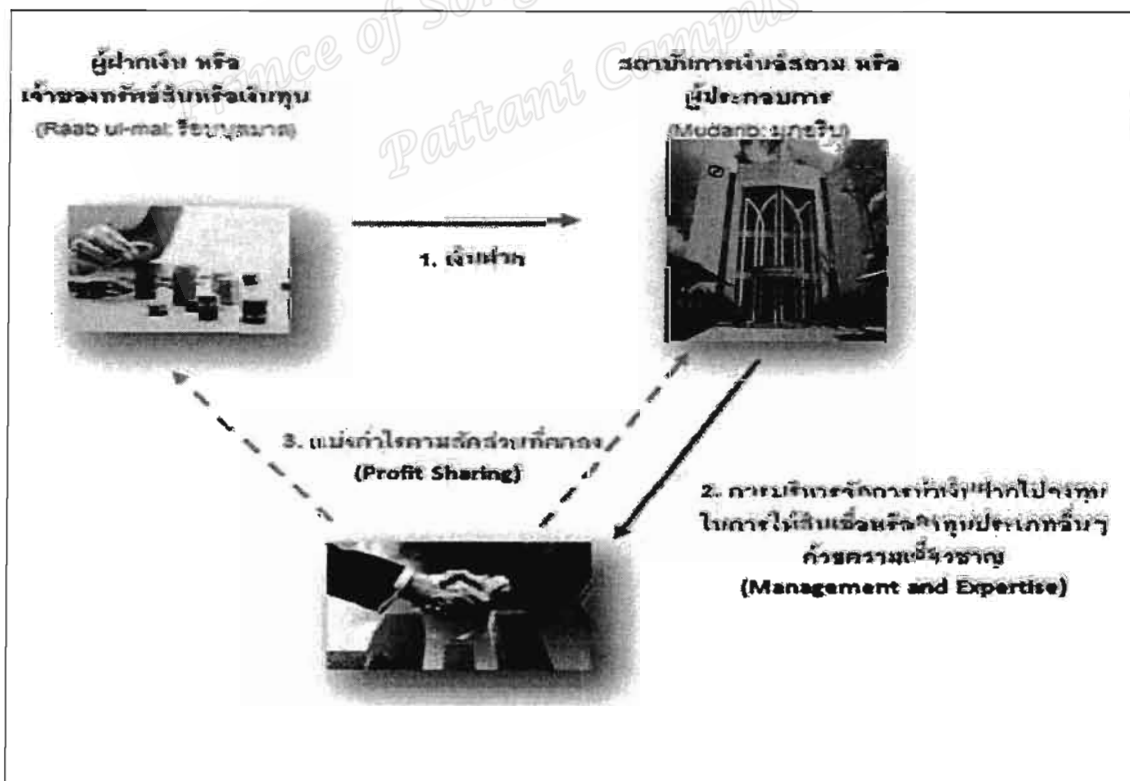 Prince of Song
Pattani Campus
ผู้ฝากเงิน หรือ
เจ้าของทรัพย์สินหรือเงินทุน
(Raab ul-mal: ร็อบบุลมาล)
สถาบันการเงินอิสลาม หรือ
ผู้ประกอบการ
(Mudarib: มุฎอริบ)
1. เงินฝาก
3. แบ่งกำไรตามสัดส่วนที่ตกลง
(Profit Sharing)
2. การบริหารจัดการนำเงินฝากไปลงทุน
ในการให้สินเชื่อหรือลงทุนประเภทอื่นๆ
ด้วยความเชี่ยวชาญ
(Management and Expertise)